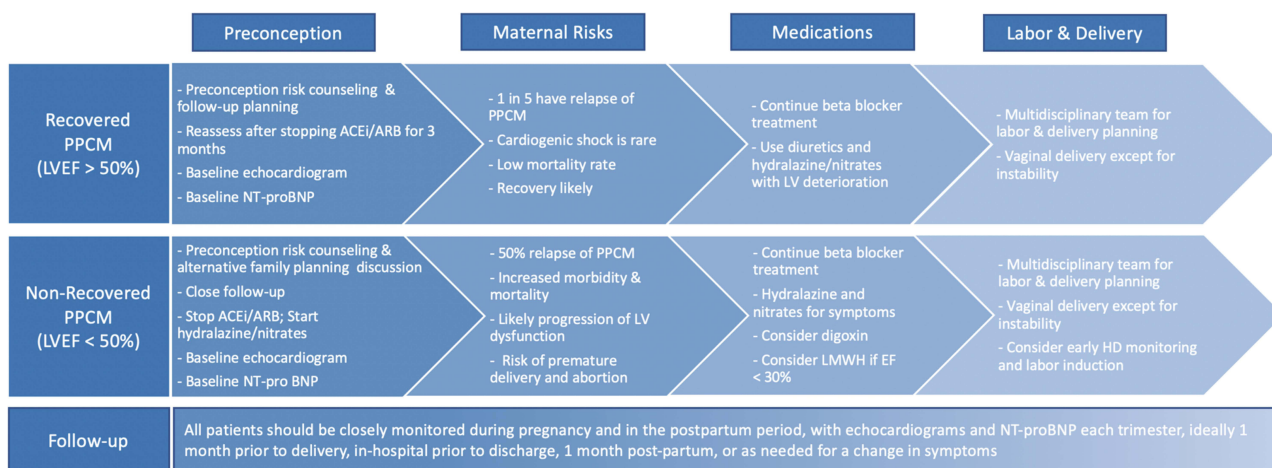 Preconception
Maternal Risks
Medications
Labor & Delivery
Recovered
PPCM
(LVEF > 50%)
- Preconception risk counseling &
follow-up planning
- Reassess after stopping ACEi/ARB for 3
months
- Baseline echocardiogram
- Baseline NT-proBNP
- 1 in 5 have relapse of
PPCM
- Cardiogenic shock is rare
- Low mortality rate
- Recovery likely
- Continue beta blocker
treatment
- Use diuretics and
hydralazine/nitrates
with LV deterioration
- Multidisciplinary team for
labor & delivery planning
- Vaginal delivery except for
instability
Non-Recovered
PPCM
(LVEF < 50%)
- Preconception risk counseling &
alternative family planning discussion
- Close follow-up
- Stop ACEi/ARB; Start
hydralazine/nitrates
- Baseline echocardiogram
- Baseline NT-pro BNP
- 50% relapse of PPCM
- Increased morbidity &
mortality
- Likely progression of LV
dysfunction
- Risk of premature
delivery and abortion
- Continue beta blocker
treatment
- Hydralazine and
nitrates for symptoms
- Consider digoxin
- Consider LMWH if EF
< 30%
- Multidisciplinary team for
labor & delivery planning
- Vaginal delivery except for
instability
- Consider early HD monitoring
and labor induction
Follow-up
All patients should be closely monitored during pregnancy and in the postpartum period, with echocardiograms and NT-proBNP each trimester, ideally 1
month prior to delivery, in-hospital prior to discharge, 1 month post-partum, or as needed for a change in symptoms